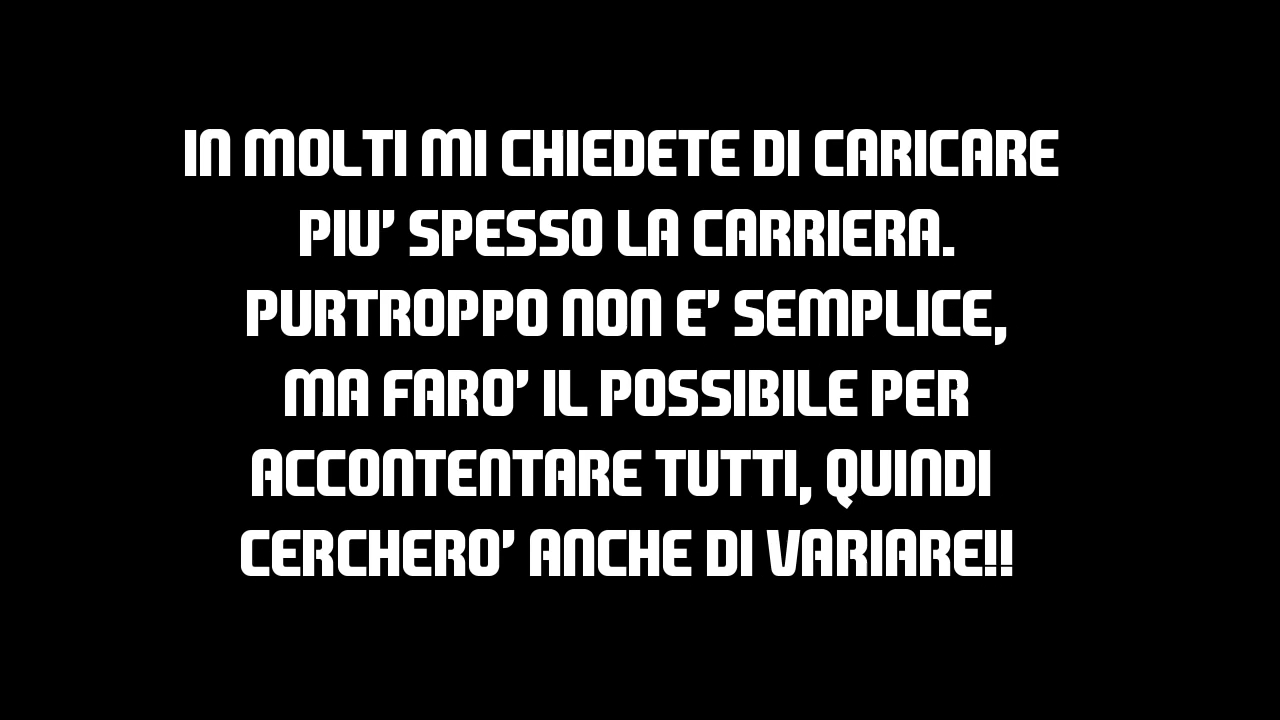 IN MOLTI MI CHIEDETE DI CARICARE
PIU' SPESSO LA CARRIERA.
PURTROPPO NON E' SEMPLICE,
MA FARO' IL POSSIBILE PER
ACCONTENTARE TUTTI, QUINDI
CERCHERO' ANCHE DI VARIARE!!